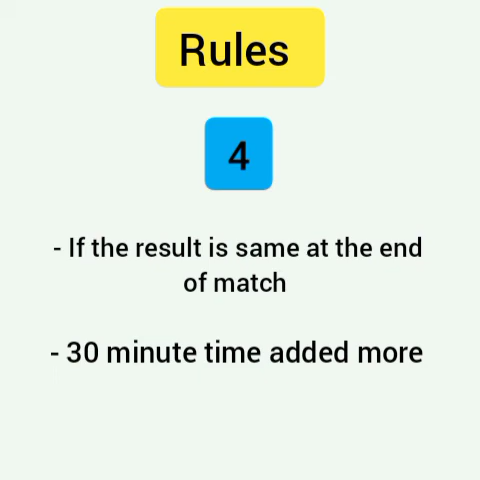 Rules
4
- If the result is same at the end
of match
- 30 minute time added more